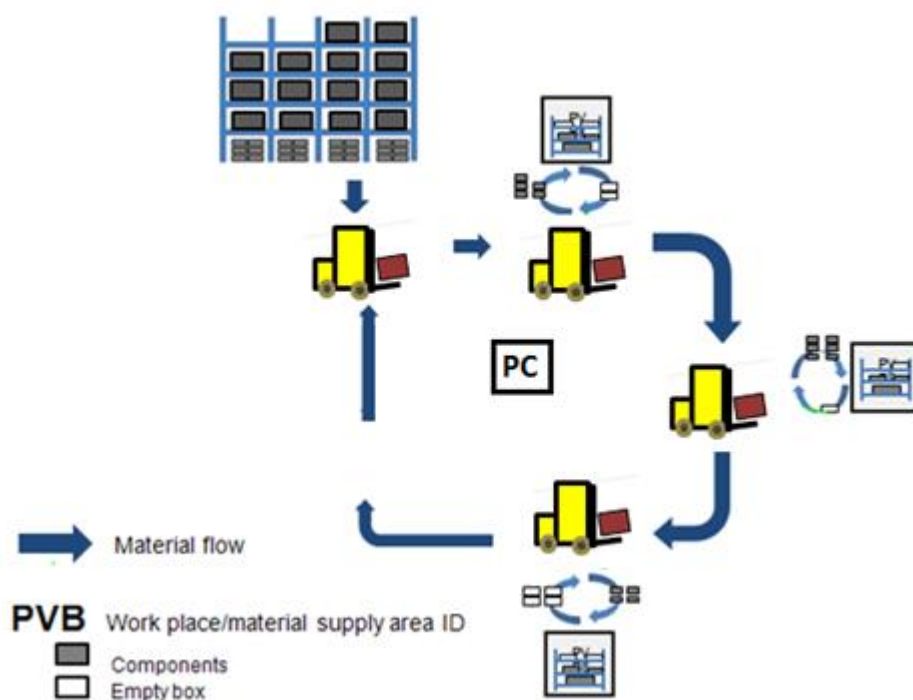 PC
Material flow
PVB Work place/material supply area ID
Components
Empty box